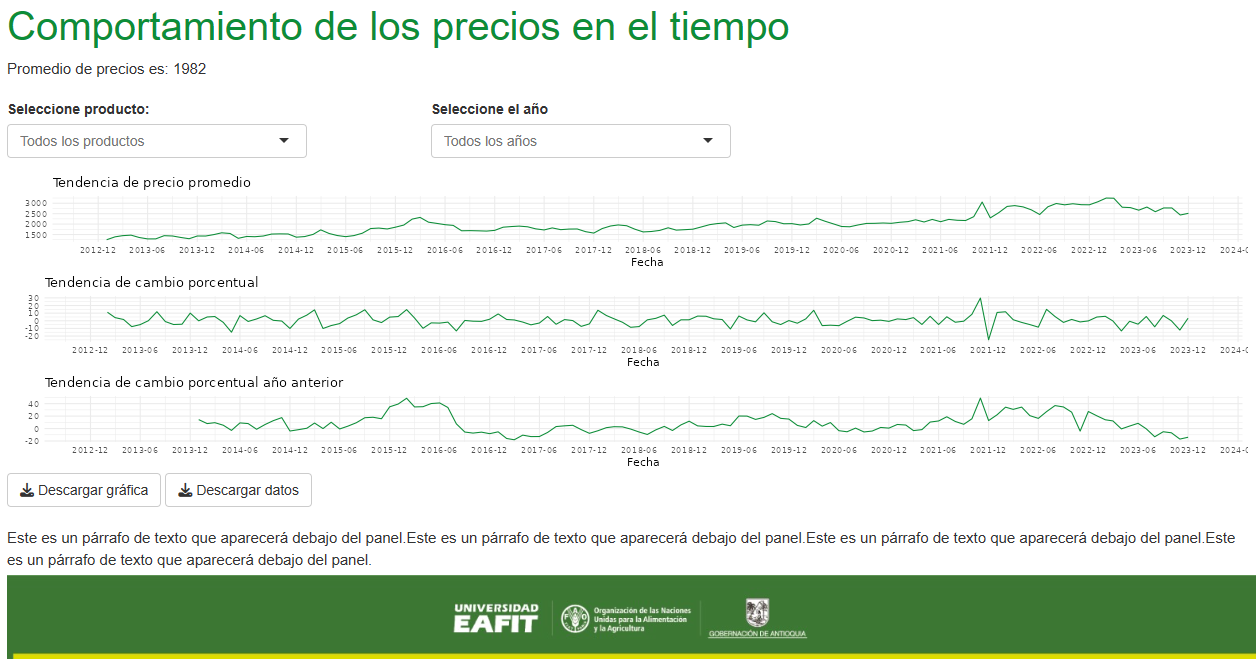 Comportamiento de los precios en el tiempo
Promedio de precios es: 1982
Seleccione producto: Seleccione el año
Todos los productos Todos los años
Tendencia de precio promedio
3000
2500
2000
1500
2012-12 2013-06 2013-12 2014-06 2014-12 2015-06 2015-12 2016-06 2016-12 2017-06 2017-12 2018-06 2018-12 2019-06 2019-12 2020-06 2020-12 2021-06 2021-12 2022-06 2022-12 2023-06 2023-12 2024-0
Fecha
Tendencia de cambio porcentual
30
20
10
0
-10
-20
2012-12 2013-06 2013-12 2014-06 2014-12 2015-06 2015-12 2016-06 2016-12 2017-06 2017-12 2018-06 2018-12 2019-06 2019-12 2020-06 2020-12 2021-06 2021-12 2022-06 2022-12 2023-06 2023-12 2024-0
Fecha
Tendencia de cambio porcentual año anterior
40
20
0
-20
2012-12 2013-06 2013-12 2014-06 2014-12 2015-06 2015-12 2016-06 2016-12 2017-06 2017-12 2018-06 2018-12 2019-06 2019-12 2020-06 2020-12 2021-06 2021-12 2022-06 2022-12 2023-06 2023-12 2024-0
Fecha
Descargar gráfica Descargar datos
Este es un párrafo de texto que aparecerá debajo del panel.Este es un párrafo de texto que aparecerá debajo del panel.Este es un párrafo de texto que aparecerá debajo del panel.Este
es un párrafo de texto que aparecerá debajo del panel.
UNIVERSIDAD
EAFIT
FAO
Organización de las Naciones
Unidas para la Alimentación
y la Agricultura
GOBERNACIÓN DE ANTIOQUIA